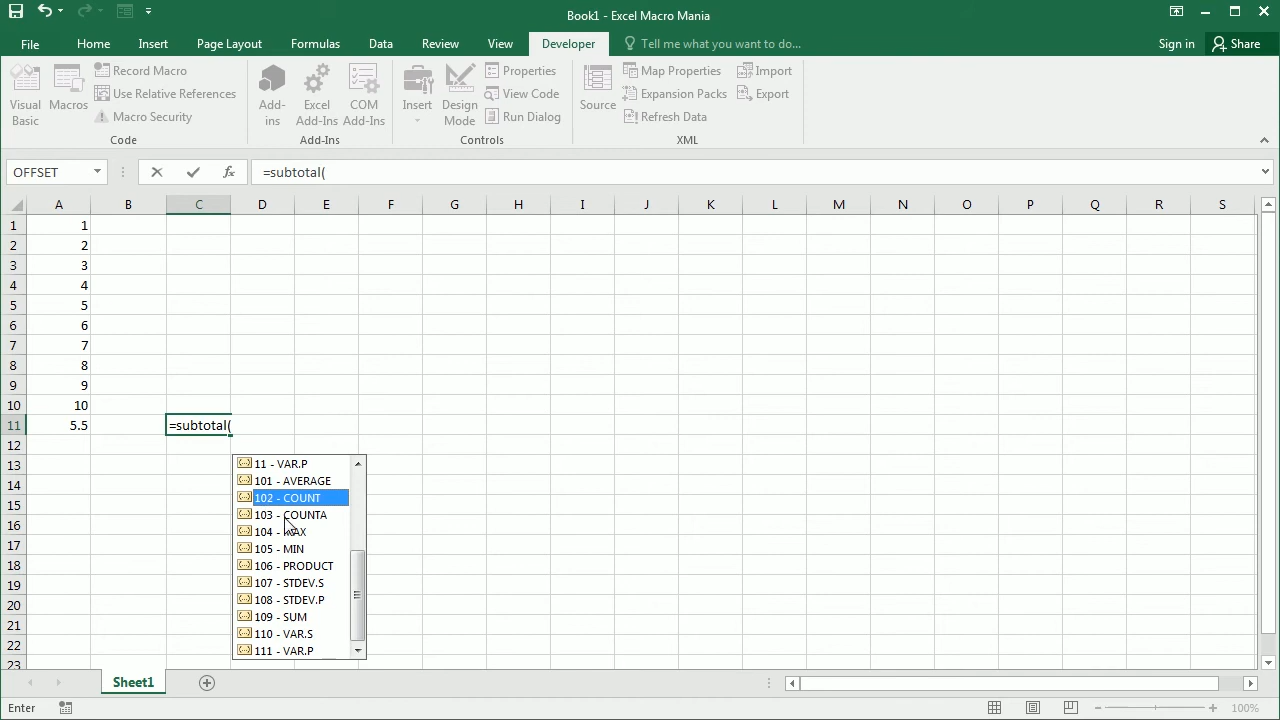 Book1 - Excel Macro Mania
File Home Insert Page Layout Formulas Data Review View Developer Tell me what you want to do... Sign in Share
Visual Basic
Macros
Record Macro
Use Relative References
Macro Security
Code
Add-ins
Excel Add-Ins
COM Add-Ins
Add-Ins
Insert
Design Mode
Properties
View Code
Run Dialog
Controls
Source
Map Properties
Expansion Packs
Refresh Data
Import
Export
XML
OFFSET =subtotal(
A B C D E F G H I J K L M N O P Q R S
1 1
2 2
3 3
4 4
5 5
6 6
7 7
8 8
9 9
10 10
11 5.5 =subtotal(
12
13
14
15
16
17
18
19
20
21
22
23
11 - VAR.P
101 - AVERAGE
102 - COUNT
103 - COUNTA
104 - MAX
105 - MIN
106 - PRODUCT
107 - STDEV.S
108 - STDEV.P
109 - SUM
110 - VAR.S
111 - VAR.P
Sheet1
Enter 100%